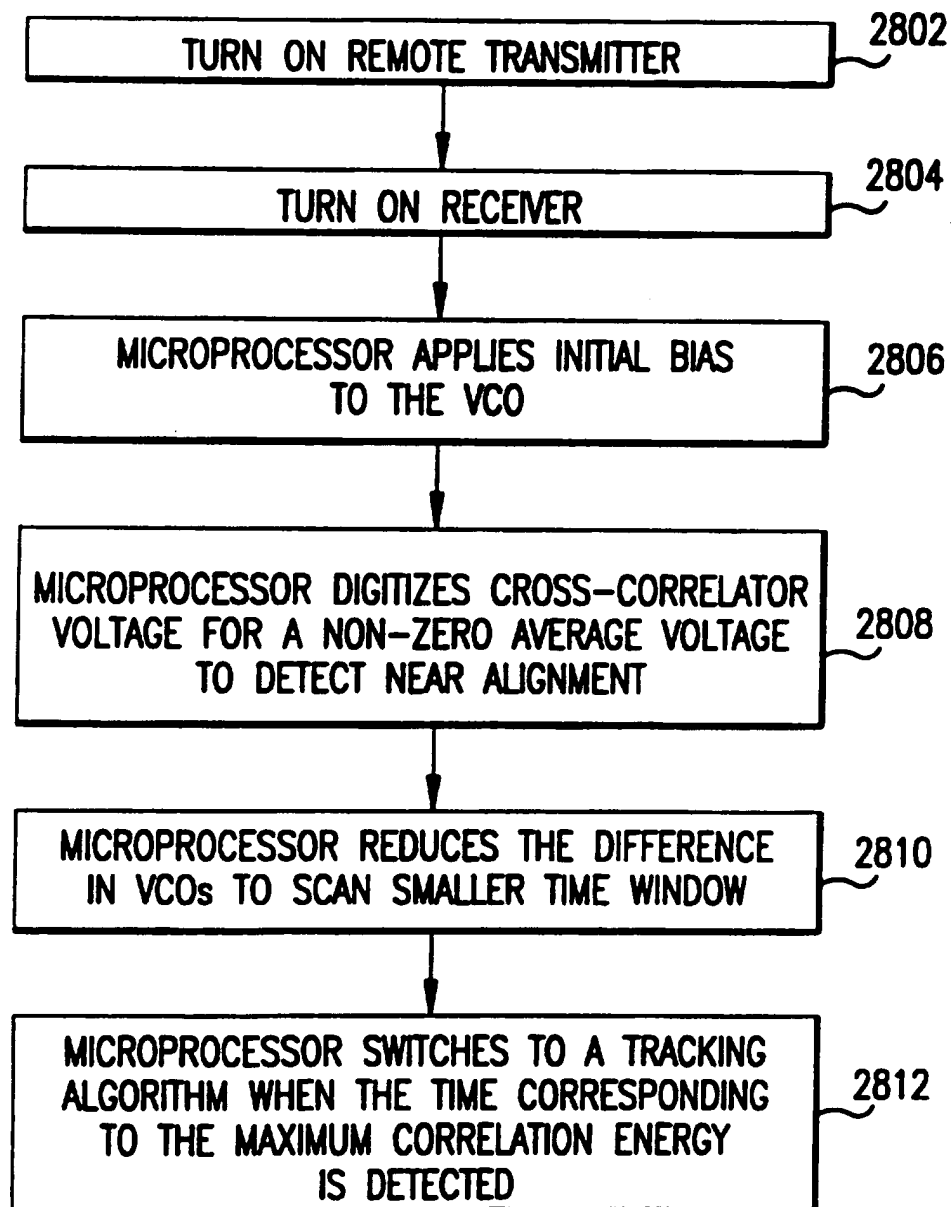 TURN ON REMOTE TRANSMITTER
2802
TURN ON RECEIVER
2804
MICROPROCESSOR APPLIES INITIAL BIAS
TO THE VCO
2806
MICROPROCESSOR DIGITIZES CROSS-CORRELATOR
VOLTAGE FOR A NON-ZERO AVERAGE VOLTAGE
TO DETECT NEAR ALIGNMENT
2808
MICROPROCESSOR REDUCES THE DIFFERENCE
IN VCOs TO SCAN SMALLER TIME WINDOW
2810
MICROPROCESSOR SWITCHES TO A TRACKING
ALGORITHM WHEN THE TIME CORRESPONDING
TO THE MAXIMUM CORRELATION ENERGY
IS DETECTED
2812